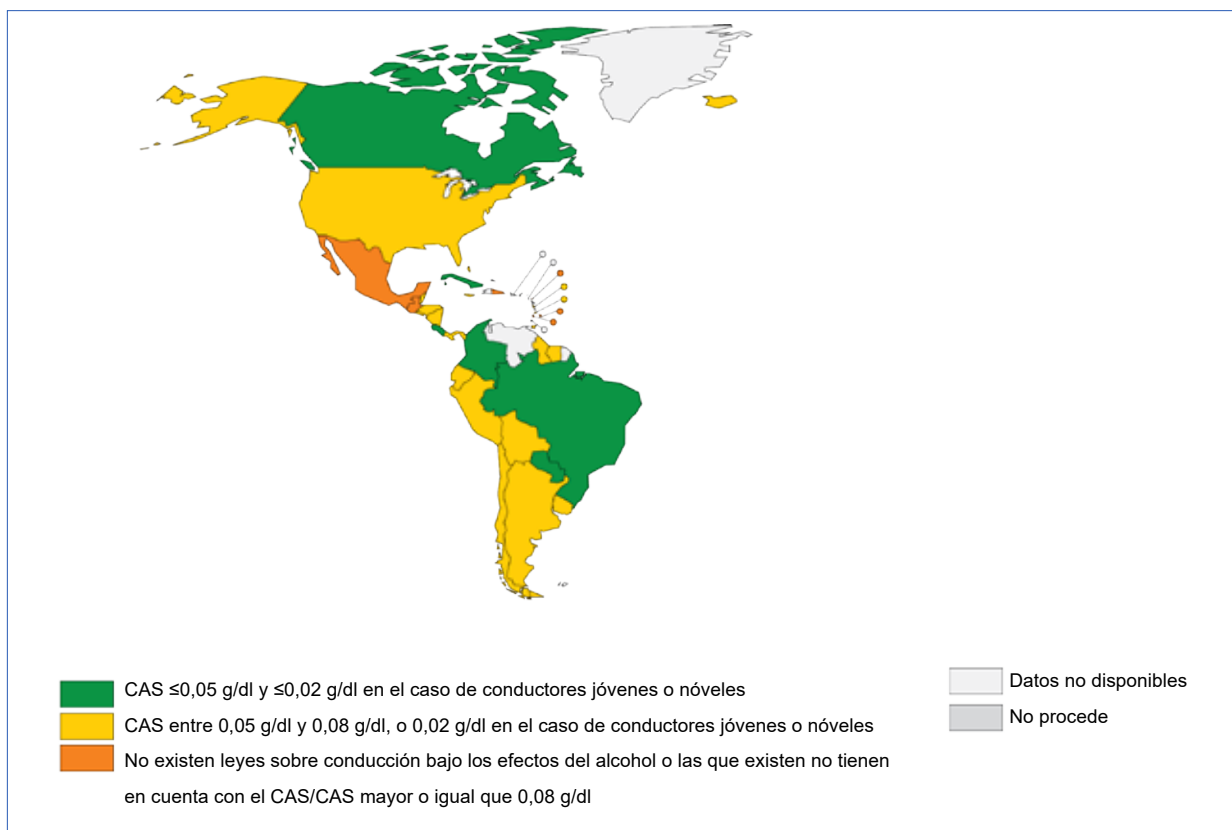 CAS ≤0,05 g/dl y ≤0,02 g/dl en el caso de conductores jóvenes o nóveles
CAS entre 0,05 g/dl y 0,08 g/dl, o 0,02 g/dl en el caso de conductores jóvenes o nóveles
No existen leyes sobre conducción bajo los efectos del alcohol o las que existen no tienen
en cuenta con el CAS/CAS mayor o igual que 0,08 g/dl
Datos no disponibles
No procede